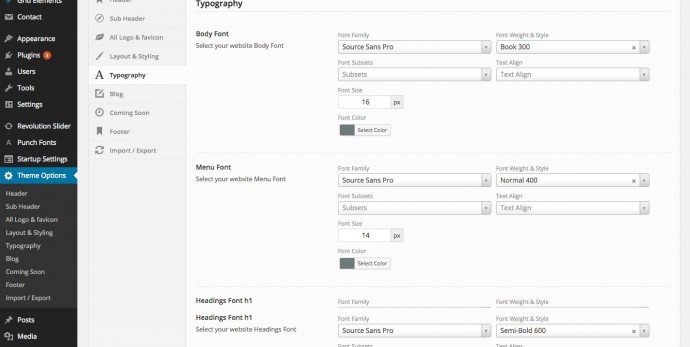 Grid Elements
Contact
Appearance
Plugins 3
Users
Tools
Settings
Revolution Slider
Punch Fonts
Startup Settings
Theme Options
Header
Sub Header
All Logo & favicon
Layout & Styling
Typography
Blog
Coming Soon
Footer
Import / Export
Posts
Media
Header
Sub Header
All Logo & favicon
Layout & Styling
Typography
Blog
Coming Soon
Footer
Import / Export
Typography
Body Font
Select your website Body Font
Font Family
Font Weight & Style
Source Sans Pro
Book 300
Font Subsets
Text Align
Subsets
Text Align
Font Size
16 px
Font Color
Select Color
Menu Font
Select your website Menu Font
Font Family
Font Weight & Style
Source Sans Pro
Normal 400
Font Subsets
Text Align
Subsets
Text Align
Font Size
14 px
Font Color
Select Color
Headings Font h1
Font Family
Font Weight & Style
Headings Font h1
Select your website Headings Font
Font Family
Font Weight & Style
Source Sans Pro
Semi-Bold 600
Font Subsets
Text Align